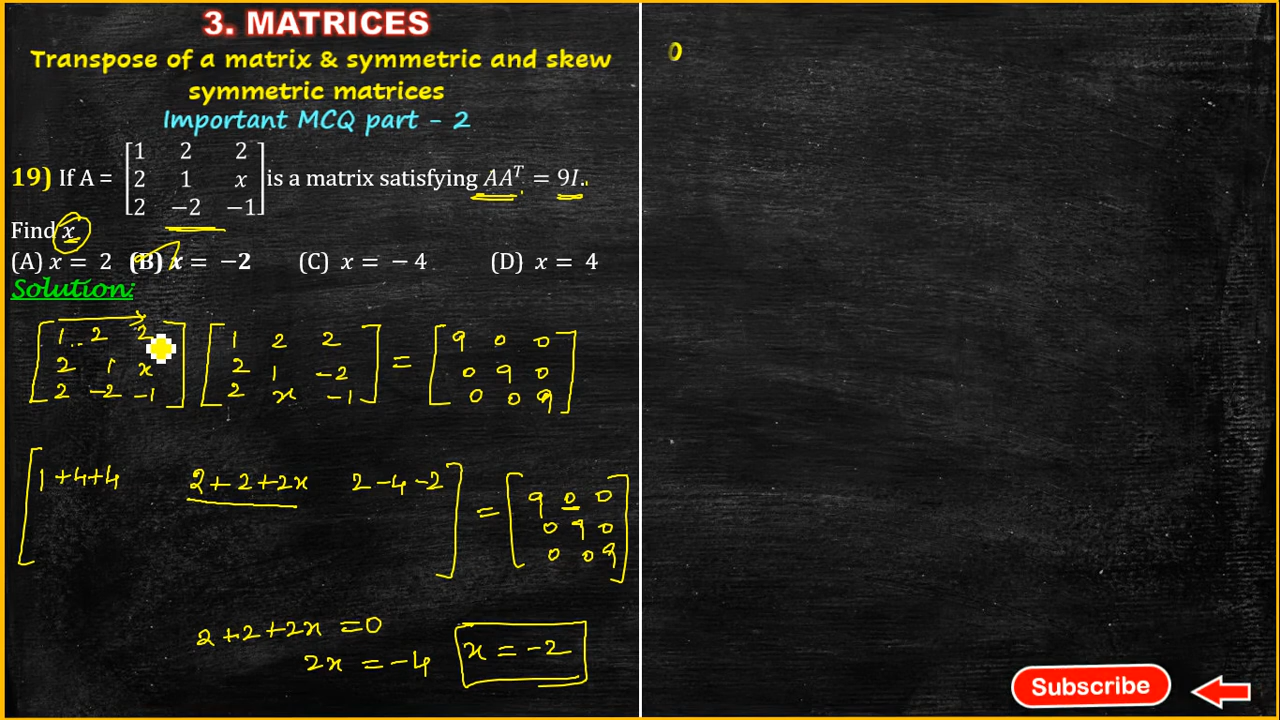 3. MATRICES
Transpose of a matrix & symmetric and skew
symmetric matrices
Important MCQ part - 2
19) If A = [1 2 2
2 1 x
2 −2 −1] is a matrix satisfying AAᵀ = 9I.
Find x
(A) x = 2 (B) x = −2 (C) x = − 4 (D) x = 4
Solution:
[1 2 2 [1 2 2 [9 0 0
2 1 x 2 1 -2 = 0 9 0
2 -2 -1] 2 x -1] 0 0 9]
[1+4+4 2+2+2x 2-4-2] = [9 0 0
0 9 0
0 0 9]
2+2+2x =0
2x = -4 x = -2
0
Subscribe